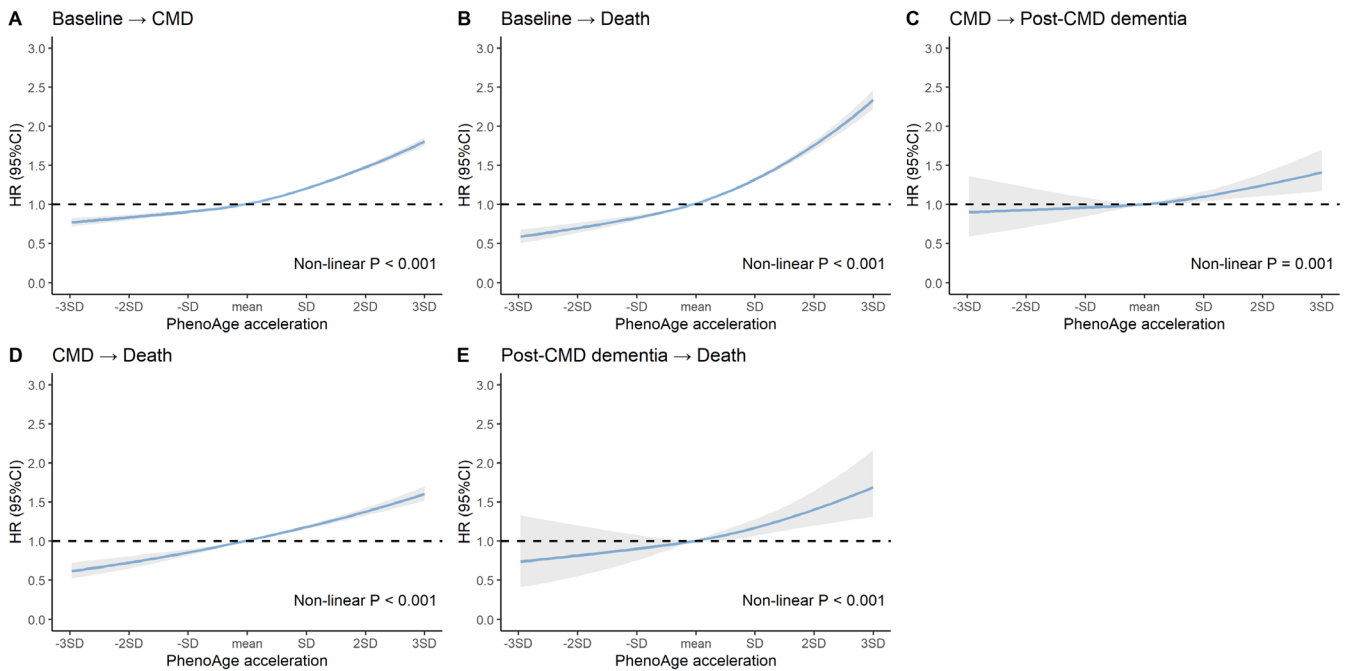 A Baseline → CMD
3.0
2.5
2.0
1.5
1.0
0.5
0.0
HR (95%CI)
Non-linear P < 0.001
-3SD -2SD -SD mean SD 2SD 3SD
PhenoAge acceleration
B Baseline → Death
3.0
2.5
2.0
1.5
1.0
0.5
0.0
HR (95%CI)
Non-linear P < 0.001
-3SD -2SD -SD mean SD 2SD 3SD
PhenoAge acceleration
C CMD → Post-CMD dementia
3.0
2.5
2.0
1.5
1.0
0.5
0.0
HR (95%CI)
Non-linear P = 0.001
-3SD -2SD -SD mean SD 2SD 3SD
PhenoAge acceleration
D CMD → Death
3.0
2.5
2.0
1.5
1.0
0.5
0.0
HR (95%CI)
Non-linear P < 0.001
-3SD -2SD -SD mean SD 2SD 3SD
PhenoAge acceleration
E Post-CMD dementia → Death
3.0
2.5
2.0
1.5
1.0
0.5
0.0
HR (95%CI)
Non-linear P < 0.001
-3SD -2SD -SD mean SD 2SD 3SD
PhenoAge acceleration